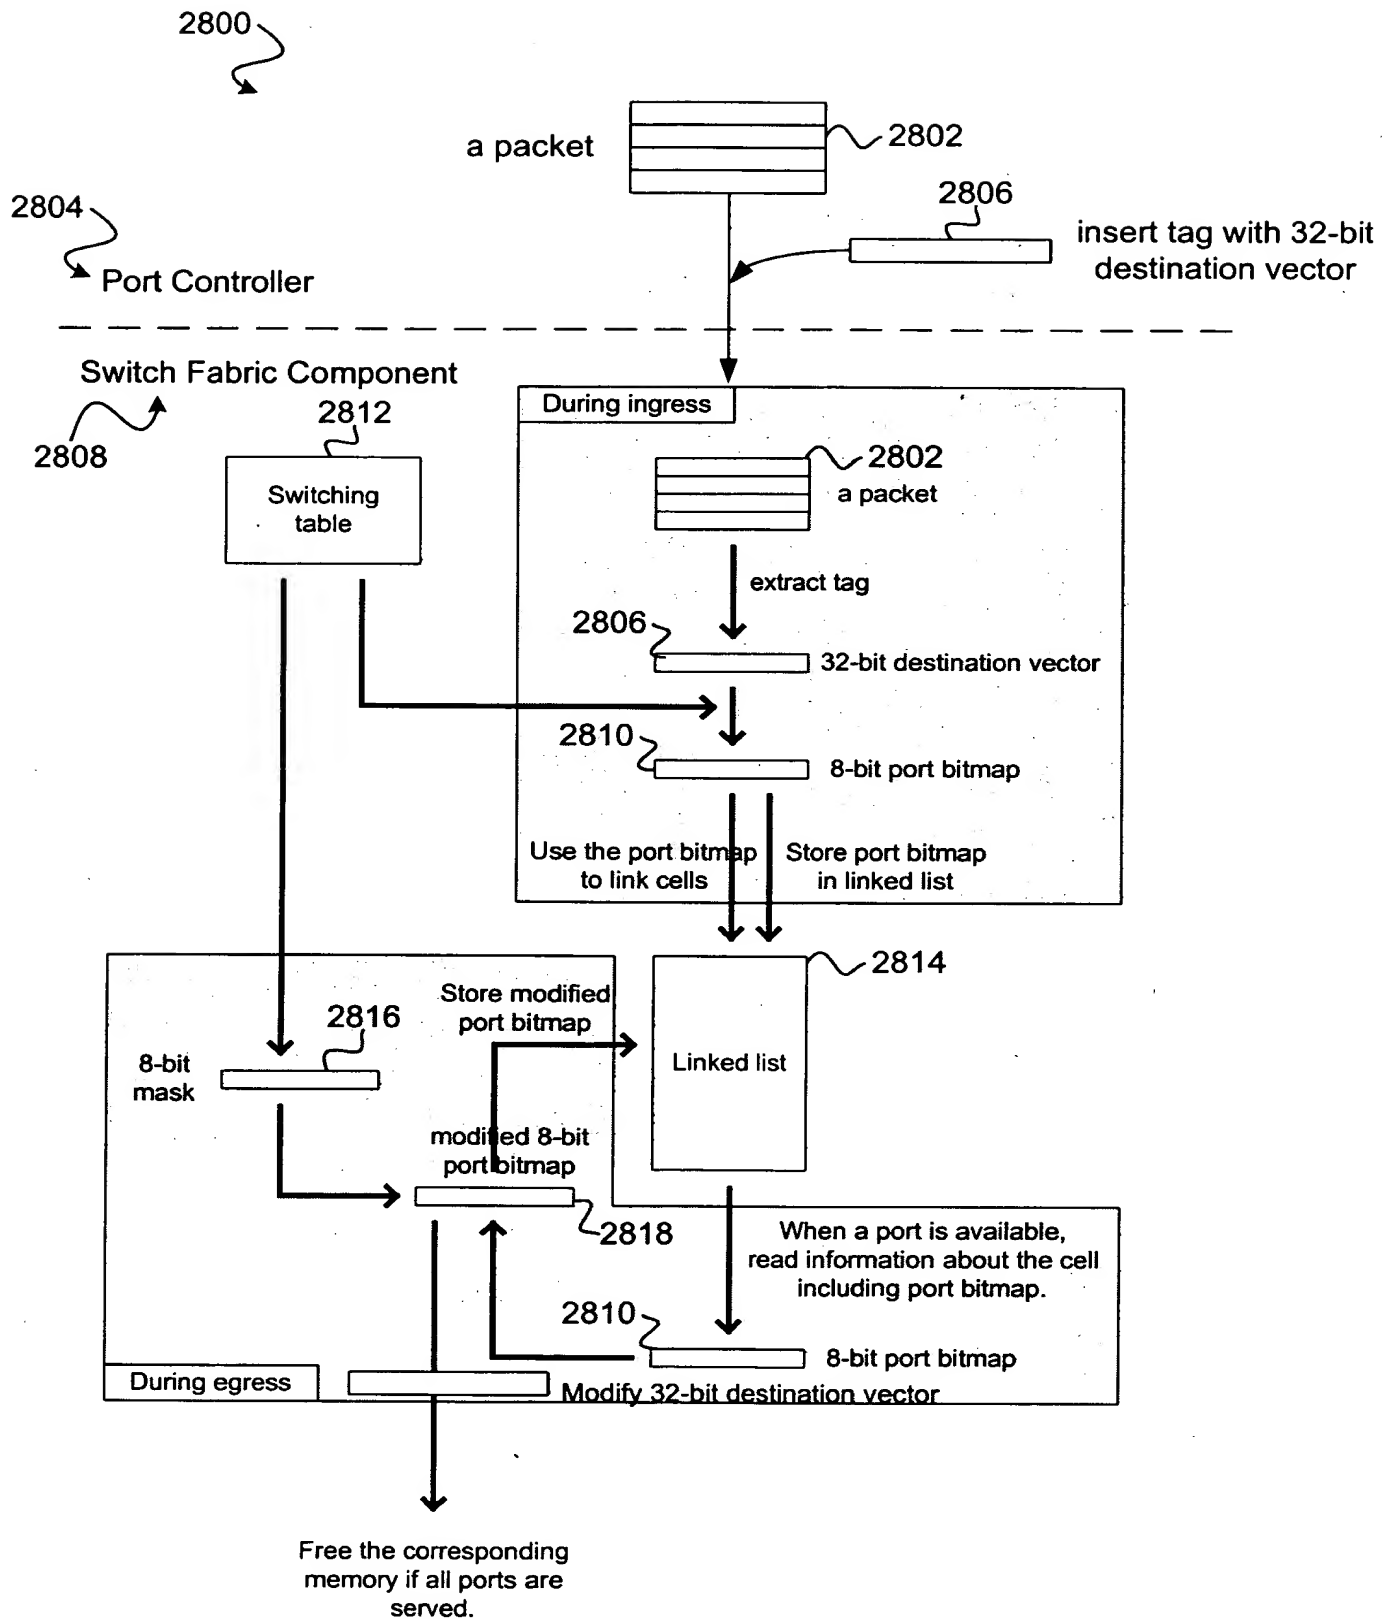 2800
a packet
2802
2804
2806
insert tag with 32-bit
destination vector
Port Controller
Switch Fabric Component
2808
2812
Switching
table
During ingress
2802
a packet
extract tag
2806
32-bit destination vector
2810
8-bit port bitmap
Use the port bitmap
to link cells
Store port bitmap
in linked list
2814
Linked list
Store modified
port bitmap
2816
8-bit
mask
modified 8-bit
port bitmap
2818
When a port is available,
read information about the cell
including port bitmap.
2810
8-bit port bitmap
During egress
Modify 32-bit destination vector
Free the corresponding
memory if all ports are
served.